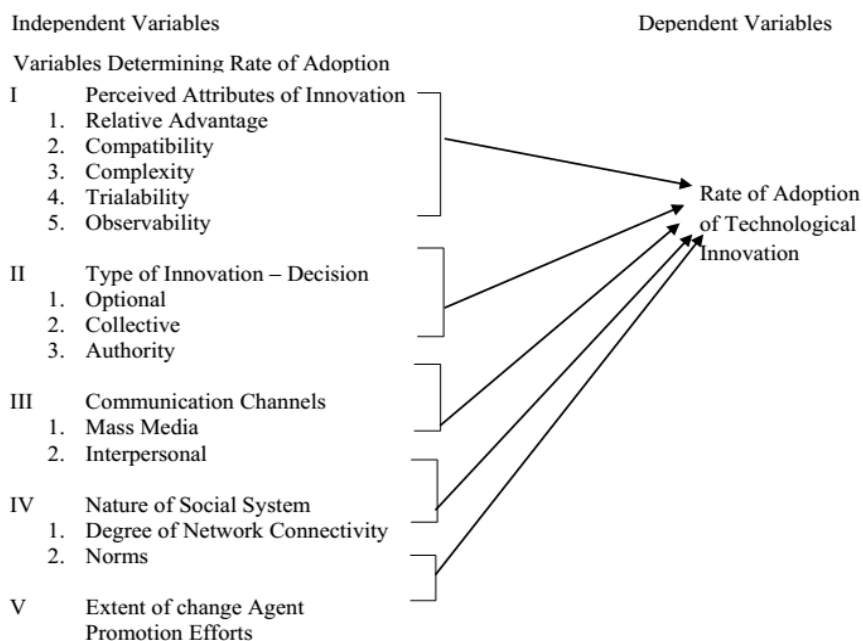 Independent Variables Dependent Variables
Variables Determining Rate of Adoption
I Perceived Attributes of Innovation
1. Relative Advantage
2. Compatibility
3. Complexity
4. Trialability
5. Observability
II Type of Innovation – Decision
1. Optional
2. Collective
3. Authority
III Communication Channels
1. Mass Media
2. Interpersonal
IV Nature of Social System
1. Degree of Network Connectivity
2. Norms
V Extent of change Agent
Promotion Efforts
Rate of Adoption
of Technological
Innovation